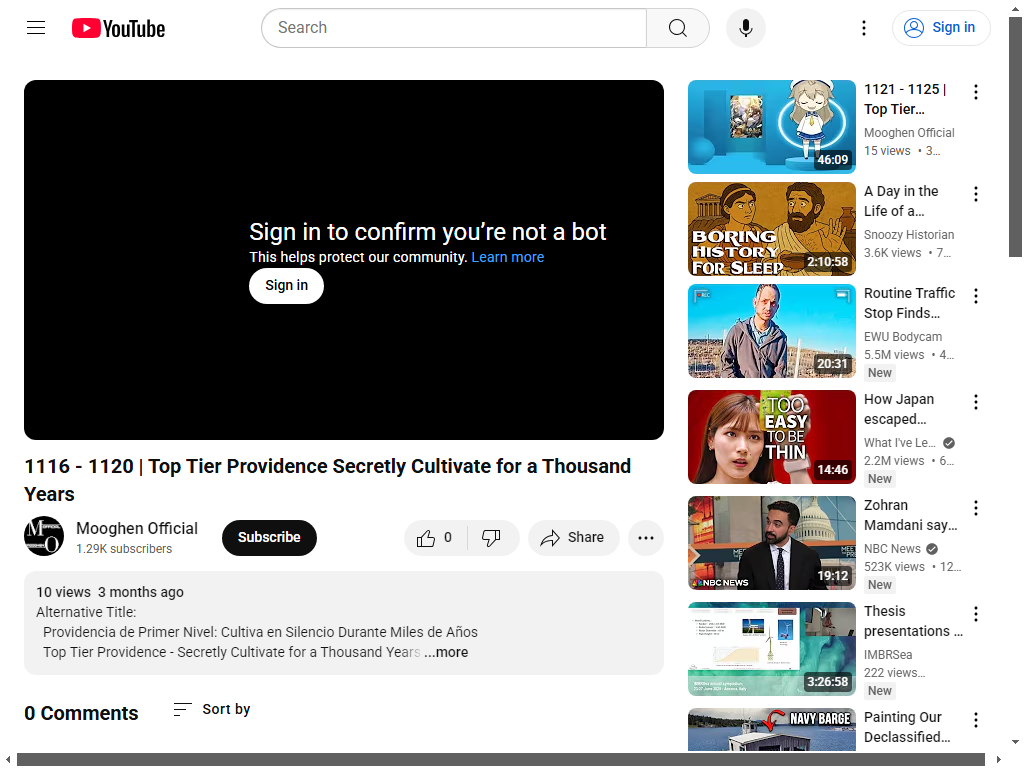 YouTube
Search
Sign in
Sign in to confirm you're not a bot
This helps protect our community. Learn more
Sign in
1116 - 1120 | Top Tier Providence Secretly Cultivate for a Thousand
Years
Mooghen Official
1.29K subscribers
Subscribe
0
Share
10 views 3 months ago
Alternative Title:
Providencia de Primer Nivel: Cultiva en Silencio Durante Miles de Años
Top Tier Providence - Secretly Cultivate for a Thousand Years ...more
0 Comments
Sort by
46:09
1121 - 1125 |
Top Tier...
Mooghen Official
15 views • 3...
BORING
HISTORY
FOR SLEEP
2:10:58
A Day in the
Life of a...
Snoozy Historian
3.6K views • 7...
REC
20:31
Routine Traffic
Stop Finds...
EWU Bodycam
5.5M views • 4...
New
TOO
EASY
TO BE
THIN
14:46
How Japan
escaped...
What I've Le...
2.2M views • 6...
New
NBC NEWS
19:12
Zohran
Mamdani say...
NBC News
523K views • 12...
New
3:26:58
Thesis
presentations ...
IMBRSea
222 views...
New
NAVY BARGE
Painting Our
Declassified...